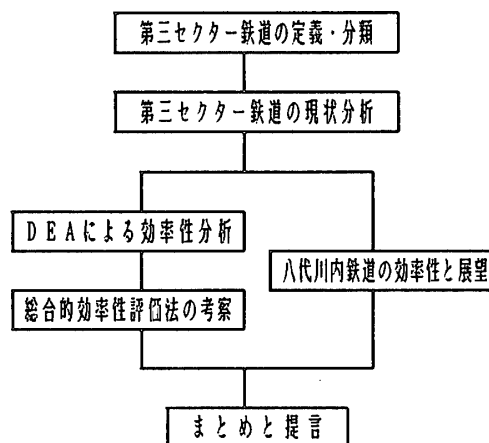 第三セクター鉄道の定義・分類
第三セクター鉄道の現状分析
DEAによる効率性分析
総合的効率性評価法の考察
八代川内鉄道の効率性と展望
まとめと提言